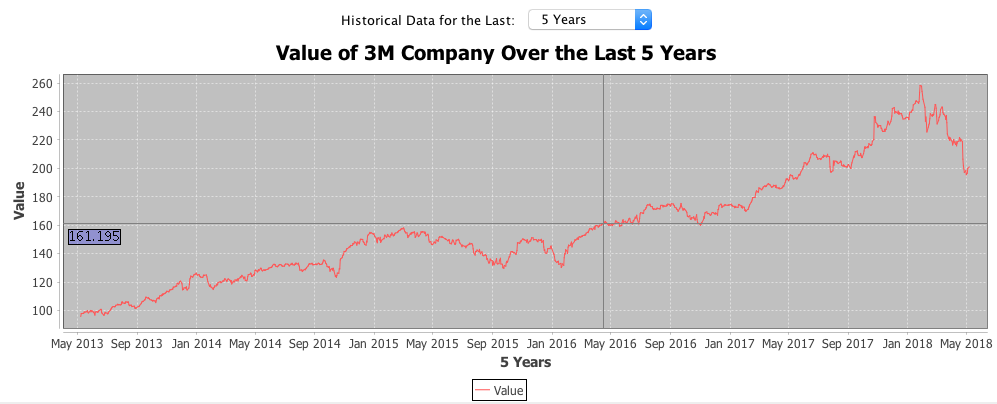 Historical Data for the Last: 5 Years
Value of 3M Company Over the Last 5 Years
260
240
220
200
180
160
140
120
100
Value
161.195
May 2013 Sep 2013 Jan 2014 May 2014 Sep 2014 Jan 2015 May 2015 Sep 2015 Jan 2016 May 2016 Sep 2016 Jan 2017 May 2017 Sep 2017 Jan 2018 May 2018
5 Years
Value